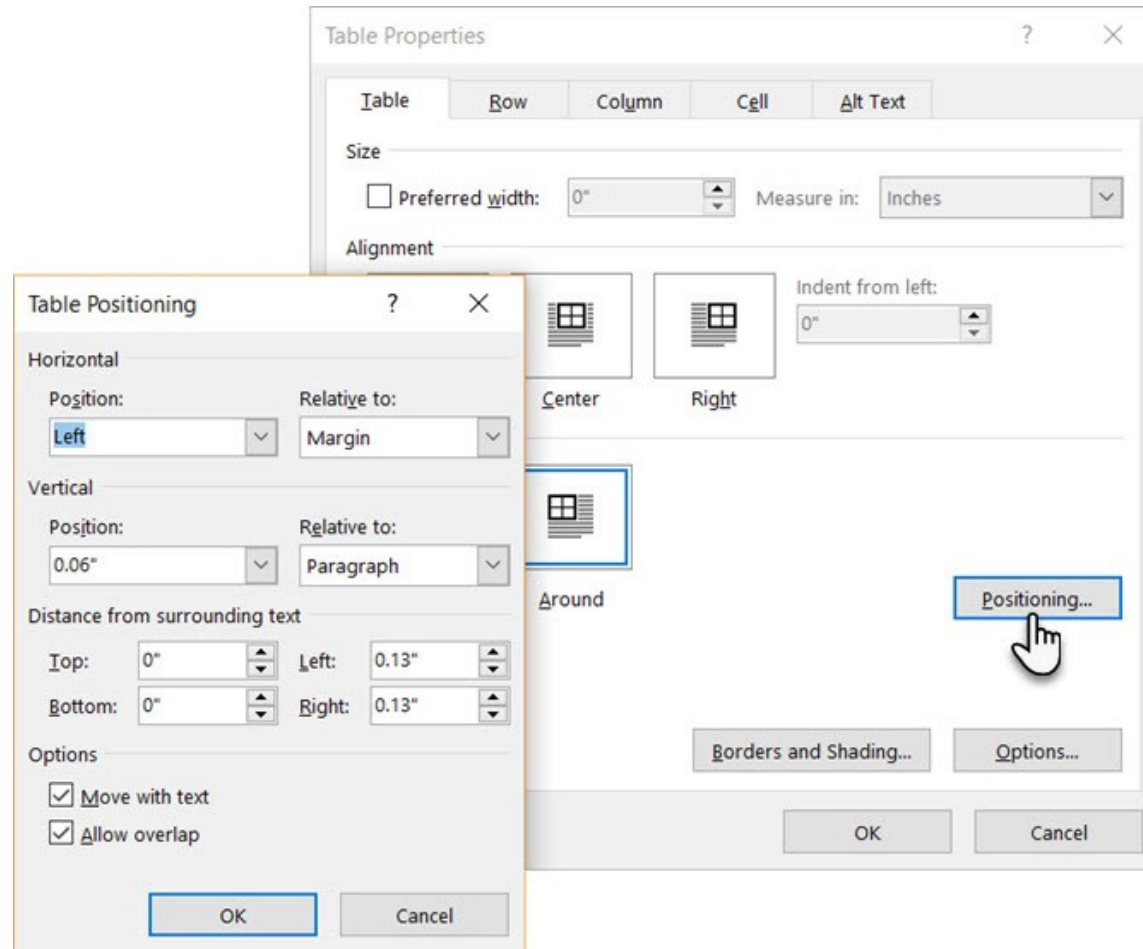 Table Properties ?
Table Row Column Cell Alt Text
Size
Preferred width: 0" Measure in: Inches
Alignment
Indent from left:
0"
Center Right
Around
Positioning...
Borders and Shading... Options...
OK Cancel
Table Positioning ?
Horizontal
Position: Relative to:
Left Margin
Vertical
Position: Relative to:
0.06" Paragraph
Distance from surrounding text
Top: 0" Left: 0.13"
Bottom: 0" Right: 0.13"
Options
Move with text
Allow overlap
OK Cancel